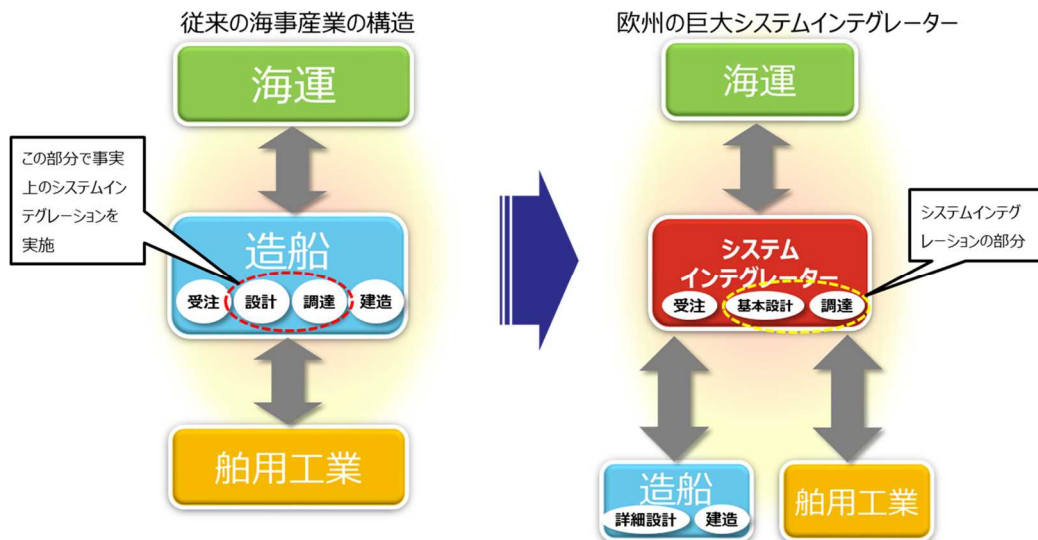 従来の海事産業の構造
海運
この部分で事実
上のシステムイン
テグレーションを
実施
造船
受注
設計
調達
建造
舶用工業
欧州の巨大システムインテグレーター
海運
システムインテグ
レーションの部分
システム
インテグレーター
受注
基本設計
調達
造船
詳細設計
建造
舶用工業